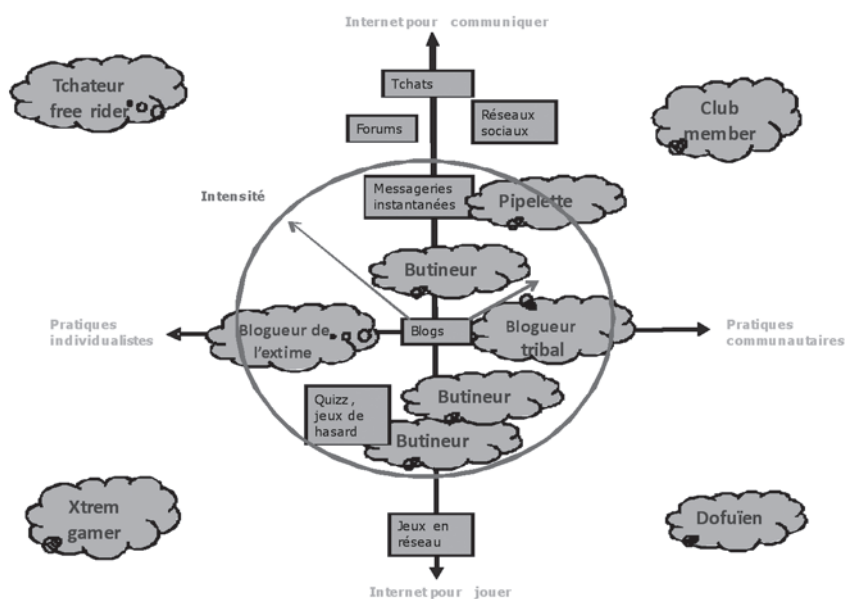 Internet pour communiquer
Tchats
Tchateur
free rider
Réseaux
sociaux
Club
member
Forums
Intensité
Messageries
instantanées
Pipelette
Butineur
Pratiques
individualistes
Blogueur de
l'extime
Blogs
Blogueur
tribal
Pratiques
communautaires
Quizz,
jeux de
hasard
Butineur
Butineur
Xtrem
gamer
Jeux en
réseau
Dofuïen
Internet pour jouer